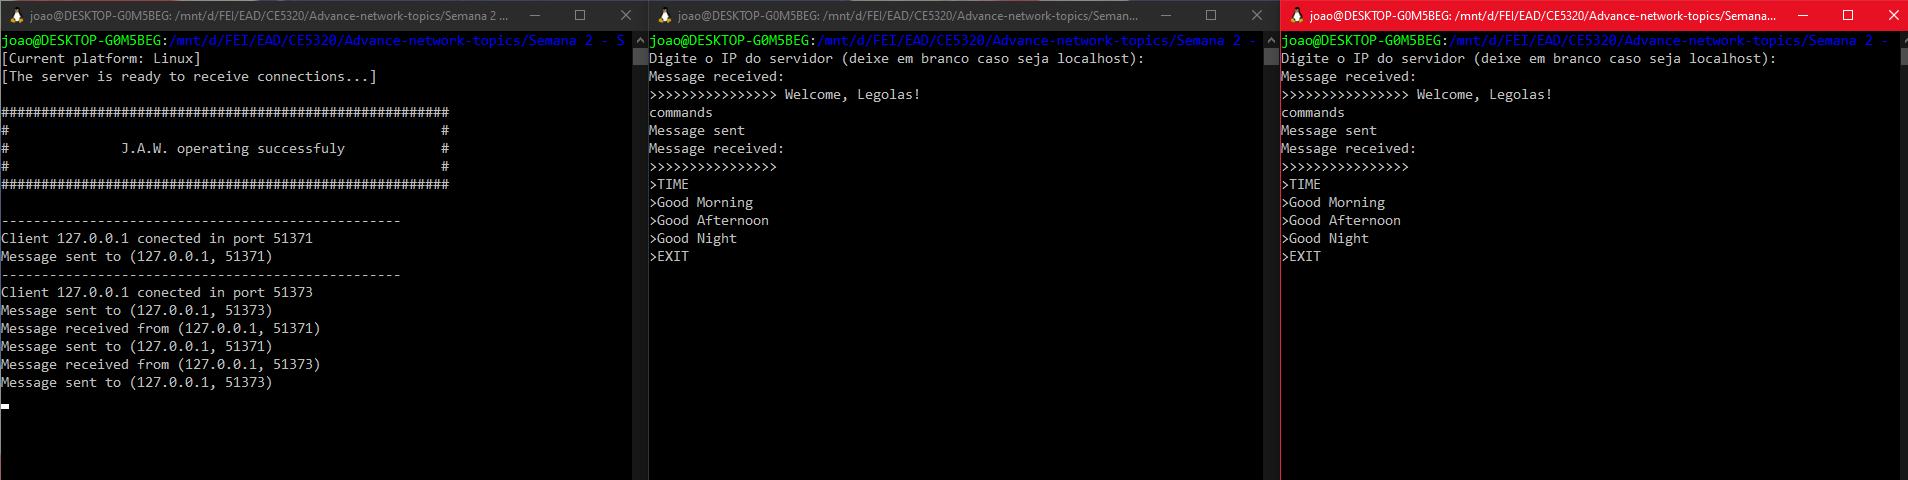 joao@DESKTOP-G0M5BEG: /mnt/d/FEI/EAD/CE5320/Advance-network-topics/Semana 2 ...
joao@DESKTOP-G0M5BEG:/mnt/d/FEI/EAD/CE5320/Advance-network-topics/Semana 2 - S
[Current platform: Linux]
[The server is ready to receive connections...]
########################################################
#                                                      #
#              J.A.W. operating successfuly            #
#                                                      #
########################################################
--------------------------------------------------
Client 127.0.0.1 conected in port 51371
Message sent to (127.0.0.1, 51371)
--------------------------------------------------
Client 127.0.0.1 conected in port 51373
Message sent to (127.0.0.1, 51373)
Message received from (127.0.0.1, 51371)
Message sent to (127.0.0.1, 51371)
Message received from (127.0.0.1, 51373)
Message sent to (127.0.0.1, 51373)
joao@DESKTOP-G0M5BEG: /mnt/d/FEI/EAD/CE5320/Advance-network-topics/Seman...
joao@DESKTOP-G0M5BEG:/mnt/d/FEI/EAD/CE5320/Advance-network-topics/Semana 2 -
Digite o IP do servidor (deixe em branco caso seja localhost):
Message received:
>>>>>>>>>>>>>>>> Welcome, Legolas!
commands
Message sent
Message received:
>>>>>>>>>>>>>>>>
>TIME
>Good Morning
>Good Afternoon
>Good Night
>EXIT
joao@DESKTOP-G0M5BEG: /mnt/d/FEI/EAD/CE5320/Advance-network-topics/Semana...
joao@DESKTOP-G0M5BEG:/mnt/d/FEI/EAD/CE5320/Advance-network-topics/Semana 2 -
Digite o IP do servidor (deixe em branco caso seja localhost):
Message received:
>>>>>>>>>>>>>>>> Welcome, Legolas!
commands
Message sent
Message received:
>>>>>>>>>>>>>>>>
>TIME
>Good Morning
>Good Afternoon
>Good Night
>EXIT